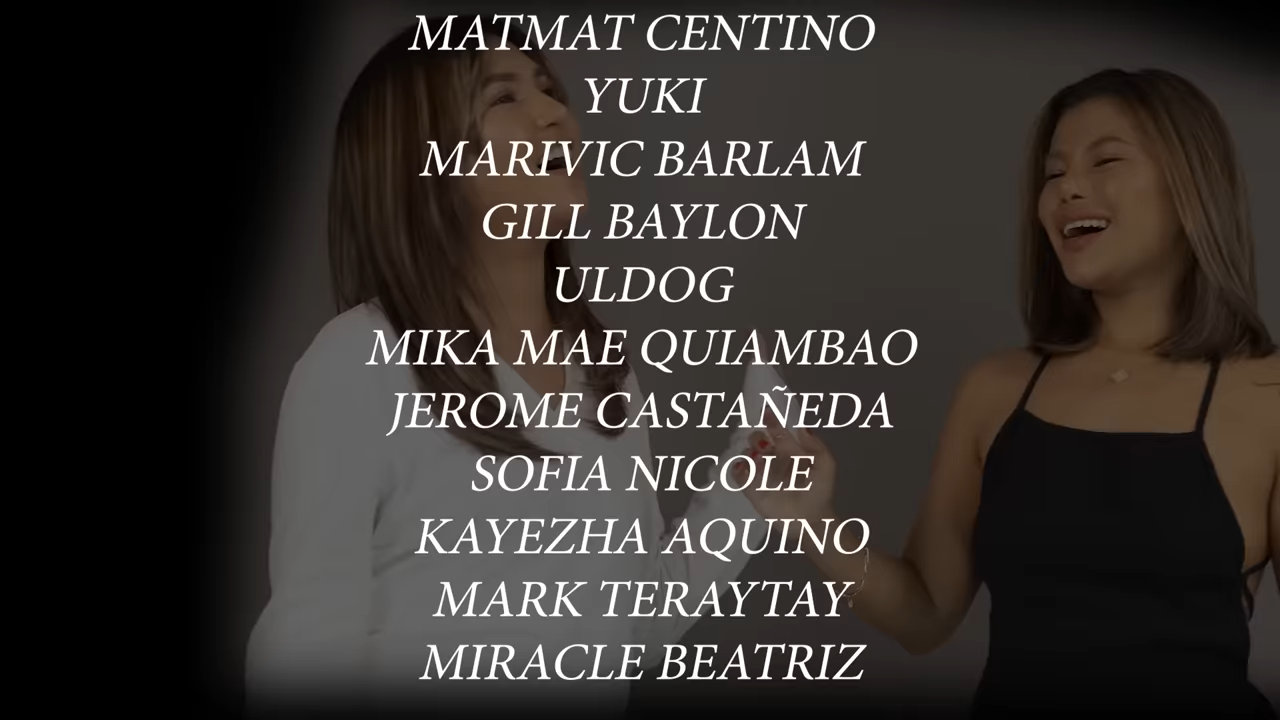 MATMAT CENTINO
YUKI
MARIVIC BARLAM
GILL BAYLON
ULDOG
MIKA MAE QUIAMBAO
JEROME CASTAÑEDA
SOFIA NICOLE
KAYEZHA AQUINO
MARK TERAYTAY
MIRACLE BEATRIZ